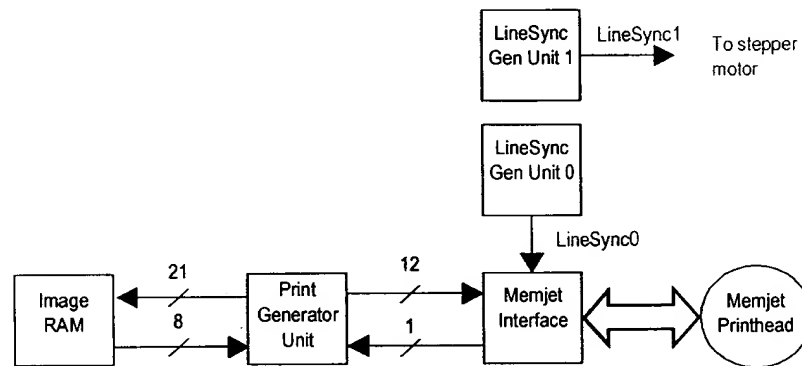 LineSync
Gen Unit 1
LineSync1
To stepper
motor
LineSync
Gen Unit 0
LineSync0
21
12
Image
RAM
Print
Generator
Unit
Memjet
Interface
Memjet
Printhead
8
1